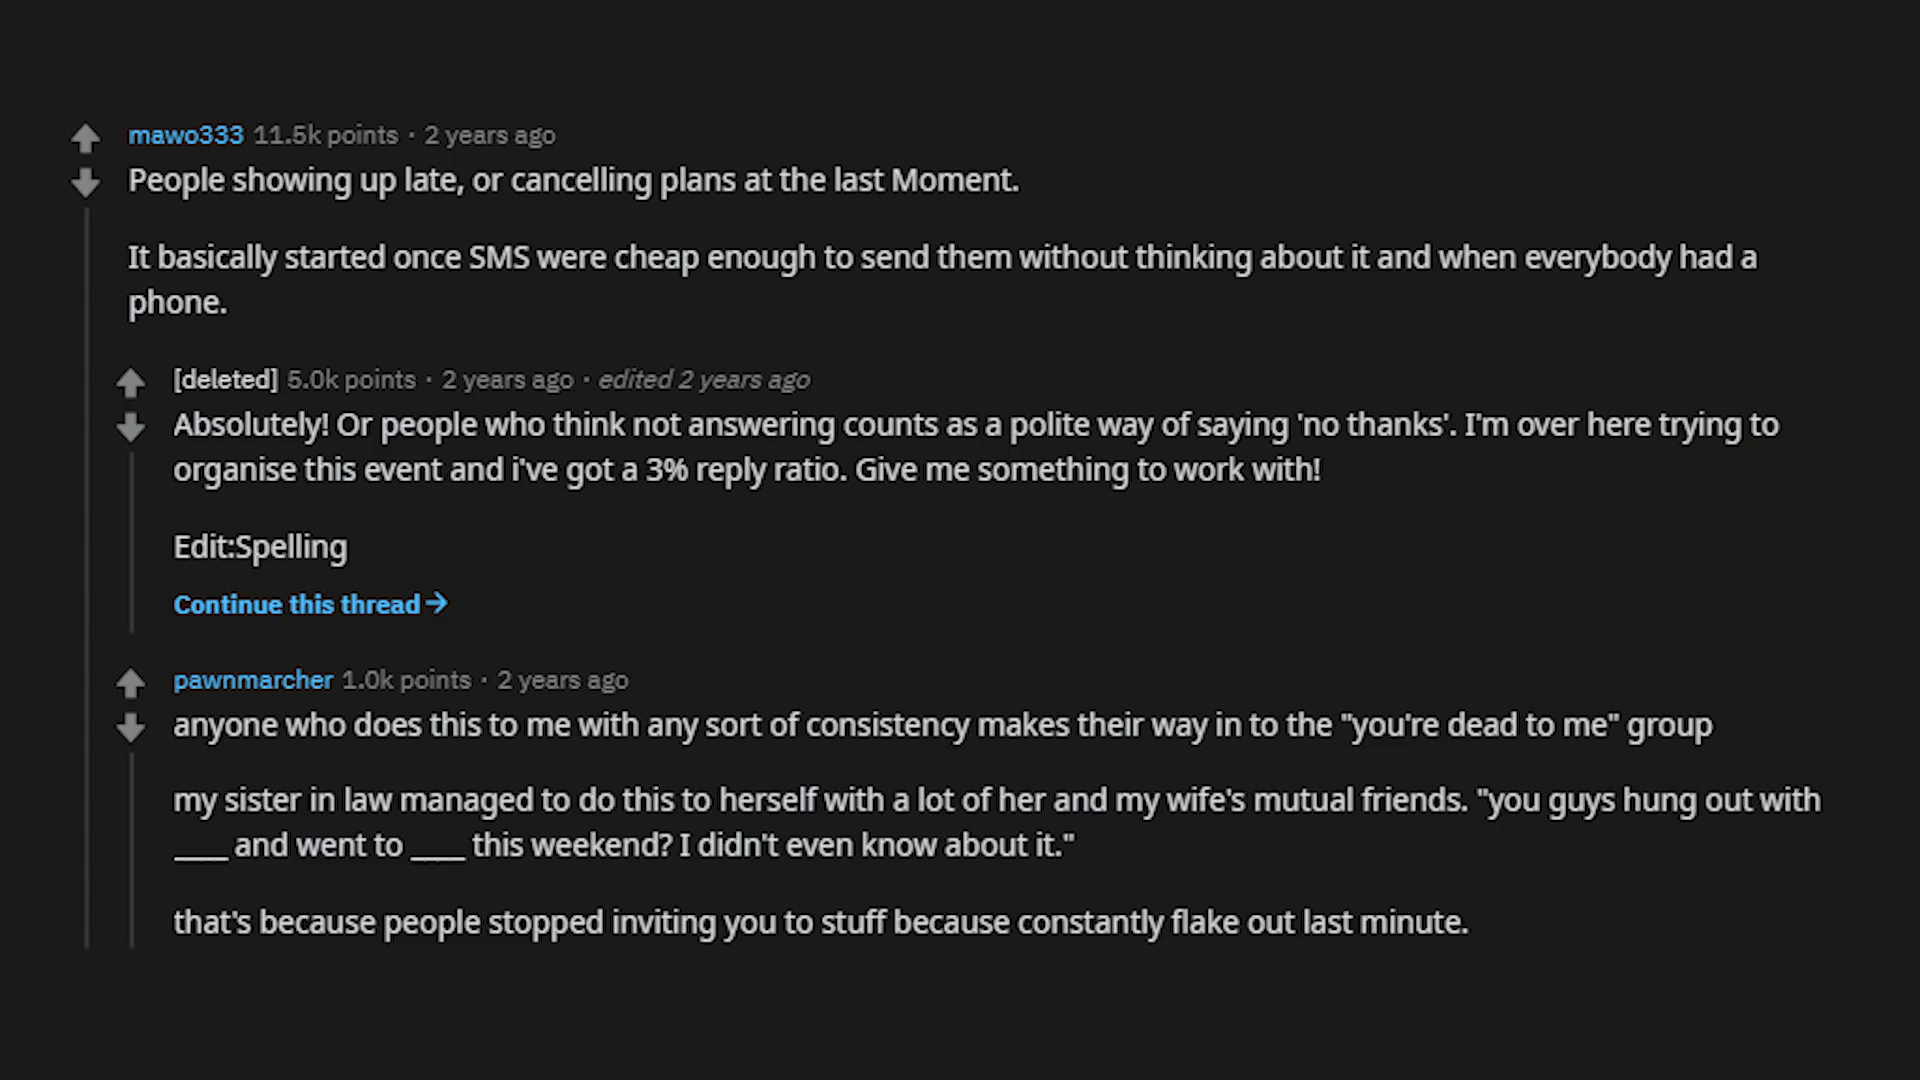 mawo333 11.5k points · 2 years ago
People showing up late, or cancelling plans at the last Moment.
It basically started once SMS were cheap enough to send them without thinking about it and when everybody had a
phone.
[deleted] 5.0k points · 2 years ago · edited 2 years ago
Absolutely! Or people who think not answering counts as a polite way of saying 'no thanks'. I'm over here trying to
organise this event and i've got a 3% reply ratio. Give me something to work with!
Edit:Spelling
Continue this thread→
pawnmarcher 1.0k points · 2 years ago
anyone who does this to me with any sort of consistency makes their way in to the "you're dead to me" group
my sister in law managed to do this to herself with a lot of her and my wife's mutual friends. "you guys hung out with
____ and went to ____ this weekend? I didn't even know about it."
that's because people stopped inviting you to stuff because constantly flake out last minute.